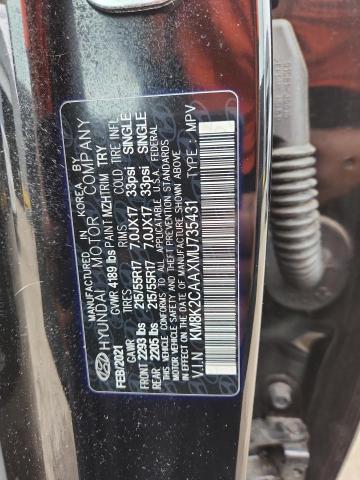 MANUFACTURED IN KOREA BY
HYUNDAI MOTOR COMPANY
FEB/2021 GVWR 4189 lbs PAINT MZH TRIM TRY
GAWR TIRES RIMS COLD TIRE INFL.
FRONT 2293 lbs 215/55R17 7.0JX17 33psi SINGLE
REAR 2205 lbs 215/55R17 7.0JX17 33psi SINGLE
THIS VEHICLE CONFORMS TO ALL APPLICABLE U.S.A. FEDERAL
MOTOR VEHICLE SAFETY AND THEFT PREVENTION STANDARDS
IN EFFECT ON THE DATE OF MANUFACTURE SHOWN ABOVE.
V.I.N KM8K2CAAXMU735431 MPV